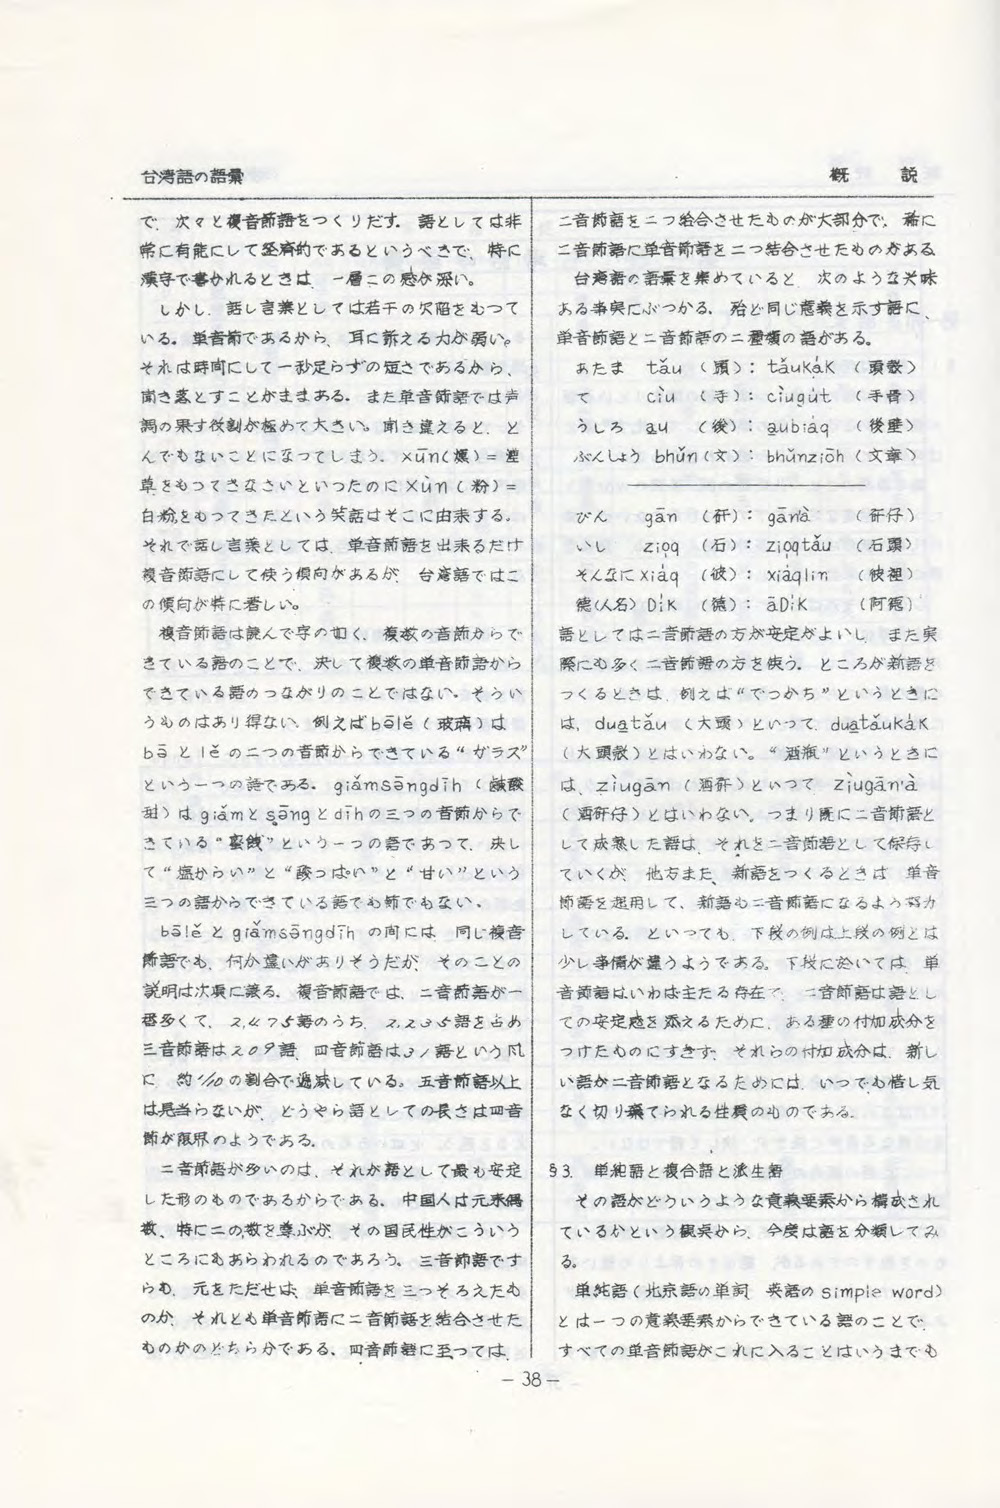 台湾語の語彙
概　説
で、次々と複音節語をつくりだす。語としては非
常に有能にして経済的であるというべきで、特に
漢字で書かれるときは、一層この感が深い。
しかし、話し言葉としては若干の欠陥をもつて
いる。単音節であるから、耳に訴える力が弱い。
それは時間にして一秒足らずの短さであるから、
聞き落とすことがままある。また単音節語では声
調の果す役割が極めて大きい。聞き違えると、と
んでもないことになつてしまう。xūn(燻)=煙
草をもつてきなさいといつたのにxùn(粉)=
白粉をもつてきたという笑話はそこに由来する。
それで話し言葉としては、単音節語を出来るだけ
複音節語にして使う傾向があるが、台湾語ではこ
の傾向が特に著しい。
複音節語は読んで字の如く、複数の音節からで
きている語のことで、決して複数の単音節語から
できている語のつながりのことではない。そうい
うものはあり得ない。例えばbōlě(玻璃)は
bō と lě の二つの音節からできている“ガラス”
という一つの語である。giǎmsāngdīh(鹹酸
甜)は giǎm と sāng と dīh の三つの音節からで
きている“蜜餞”という一つの語であつて、決し
て“塩からい”と“酸つぱい”と“甘い”という
三つの語からできている語でも節でもない。
bōlě と giǎmsāngdīh の間には、同じ複音
節語でも、何か違いがありそうだが、そのことの
説明は次項に譲る。複音節語では、二音節語が一
番多くて、2,475語のうち、2,235語を占め
三音節語は209語、四音節語は31語という風
に、約1/10の割合で逓減している。五音節語以上
は見当らないが、どうやら語としての長さは四音
節が限界のようである。
二音節語が多いのは、それが語として最も安定
した形のものであるからである。中国人は元来偶
数、特に二の数を尊ぶが、その国民性がこういう
ところにもあらわれるのであろう。三音節語です
らも、元をただせば、単音節語を三つそろえたも
のか、それとも単音節語に二音節語を結合させた
ものかのどちらかである。四音節語に至っては、
二音節語を二つ結合させたものが大部分で、稀に
二音節語に単音節語を二つ結合させたものがある
台湾語の語彙を集めていると、次のような興味
ある事実にぶつかる。殆ど同じ意義を示す語に、
単音節語と二音節語の二種類の語がある。
あたま　tǎu　(頭)：tǎukák　(頭殼)
て　cìu　(手)：cìugút　(手骨)
うしろ　au　(後)：aubiáq　(後壁)
ぶんしょう　bhǔn(文)：bhǔnziōh(文章)
びん　gān　(矸)：gān'à　(矸仔)
いし　zioq　(石)：zioqtǎu　(石頭)
そんなに xiáq　(彼)：xiáqlin　(彼裡)
徳(人名) Dik　(徳)：āDik　(阿徳)
語としては二音節語の方が安定がよいし、また実
際にも多く二音節語の方を使う。ところが新語を
つくるときは、例えば“でっかち”というときに
は、duatǎu(大頭)といって、duatǎukák
(大頭殼)とはいわない。“酒瓶”というときに
は、zìugān(酒矸)といつて、zìugān'à
(酒矸仔)とはいわない。つまり既に二音節語と
して成熟した語は、それを二音節語として保存し
ていくが、他方また、新語をつくるときは、単音
節語を起用して、新語も二音節語になるよう努力
している。といっても、下段の例は上段の例とは
少し事情が違うようである。下段に於いては、単
音節語はいわば主たる存在で、二音節語は語とし
ての安定感を添えるために、ある種の付加成分を
つけたものにすぎず、それらの付加成分は、新し
い語が二音節語となるためには、いつでも惜し気
なく切り棄てられる性質のものである。
§3. 単純語と複合語と派生語
その語がどういうような意義要素から構成され
ているかという観点から、今度は語を分類してみ
る。
単純語(北京語の単詞、英語の simple word)
とは一つの意義要素からできている語のことで、
すべての単音節語がこれに入ることはいうまでも
— 38 —